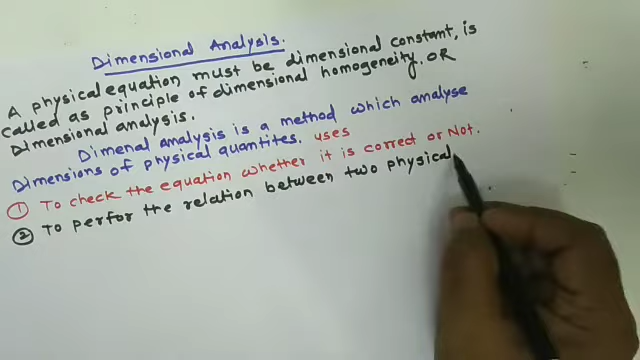 Dimensional Analysis.
A physical equation must be dimensional constant, is
called as principle of dimensional homogeneity. OR
Dimensional analysis.
Dimenal analysis is a method which analyse
Dimensions of physical quantites. uses
① To check the equation whether it is correct or Not.
② To perfor the relation between two physical